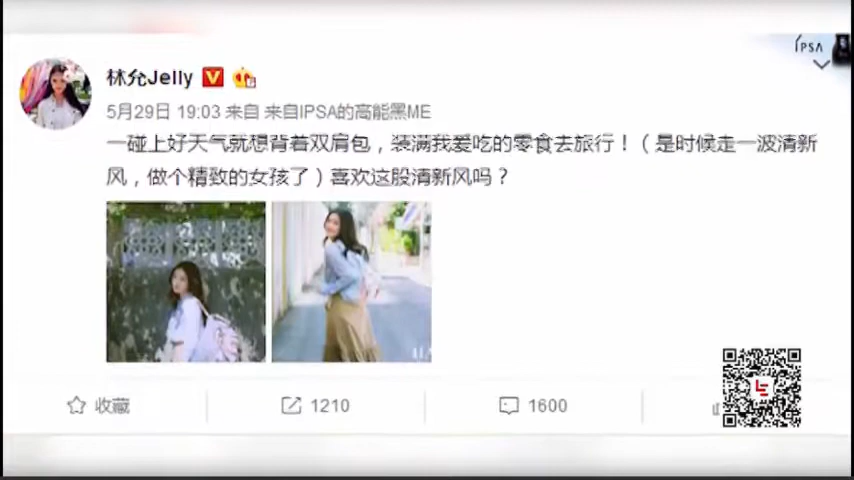 IPSA
林允Jelly
5月29日 19:03 来自 来自IPSA的高能黑ME
一碰上好天气就想背着双肩包，装满我爱吃的零食去旅行！（是时候走一波清新
风，做个精致的女孩了）喜欢这股清新风吗？
收藏
1210
1600